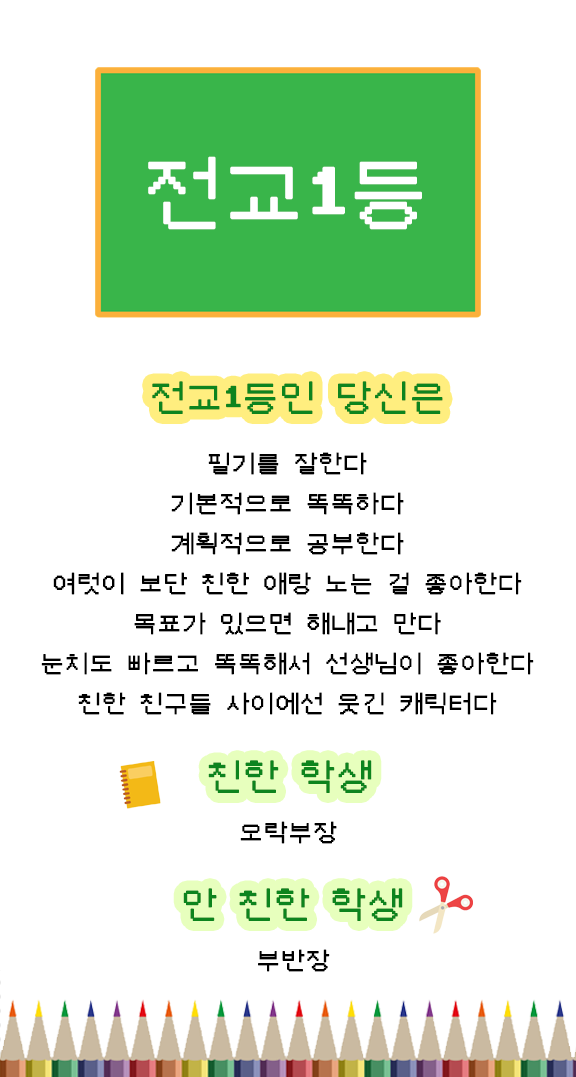 전교1등
전교1등인 당신은
필기를 잘한다
기본적으로 똑똑하다
계획적으로 공부한다
여럿이 보단 친한 애랑 노는 걸 좋아한다
목표가 있으면 해내고 만다
눈치도 빠르고 똑똑해서 선생님이 좋아한다
친한 친구들 사이에선 웃긴 캐릭터다
친한 학생
오락부장
안 친한 학생
부반장